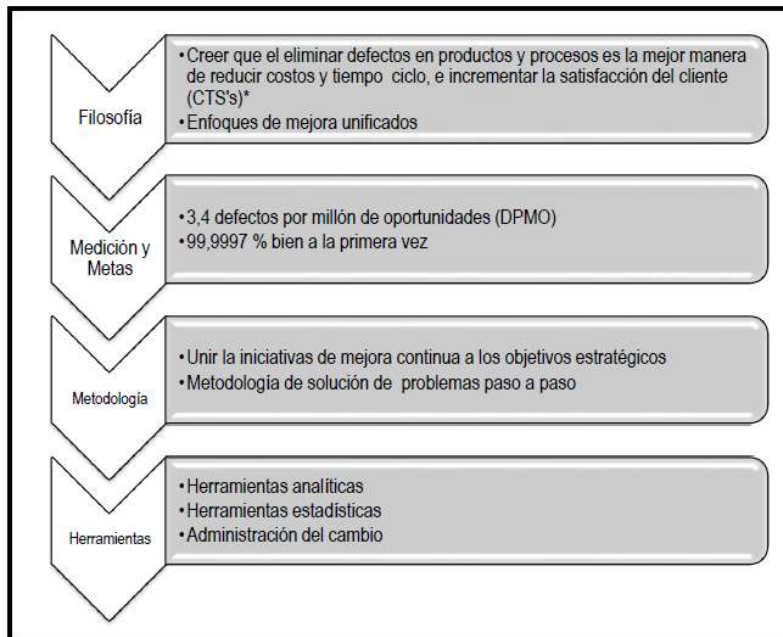 Filosofía
•Creer que el eliminar defectos en productos y procesos es la mejor manera
de reducir costos y tiempo ciclo, e incrementar la satisfacción del cliente
(CTS's)*
•Enfoques de mejora unificados
Medición y
Metas
•3,4 defectos por millón de oportunidades (DPMO)
•99,9997 % bien a la primera vez
Metodología
•Unir la iniciativas de mejora continua a los objetivos estratégicos
•Metodología de solución de problemas paso a paso
Herramientas
•Herramientas analíticas
•Herramientas estadísticas
•Administración del cambio